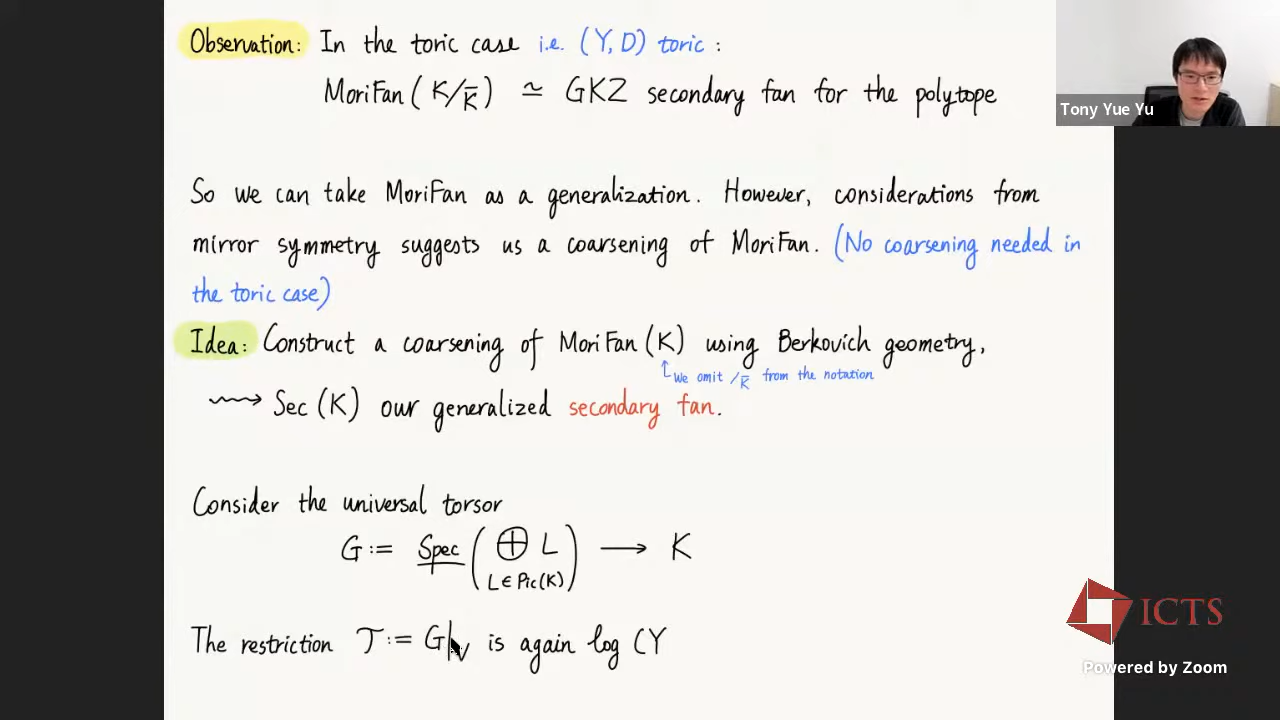 Observation: In the toric case i.e. (Y, D) toric :
MoriFan ( K/K̄ ) ≃ GKZ secondary fan for the polytope
Tony Yue Yu
So we can take MoriFan as a generalization. However, considerations from
mirror symmetry suggests us a coarsening of MoriFan. (No coarsening needed in
the toric case)
Idea: Construct a coarsening of MoriFan (K) using Berkovich geometry,
We omit /K̄ from the notation
⇝ Sec (K) our generalized secondary fan.
Consider the universal torsor
G := Spec ( ⊕ L ) ⟶ K
L ∈ Pic(K)
The restriction T := G|V is again log CY
ICTS
Powered by Zoom